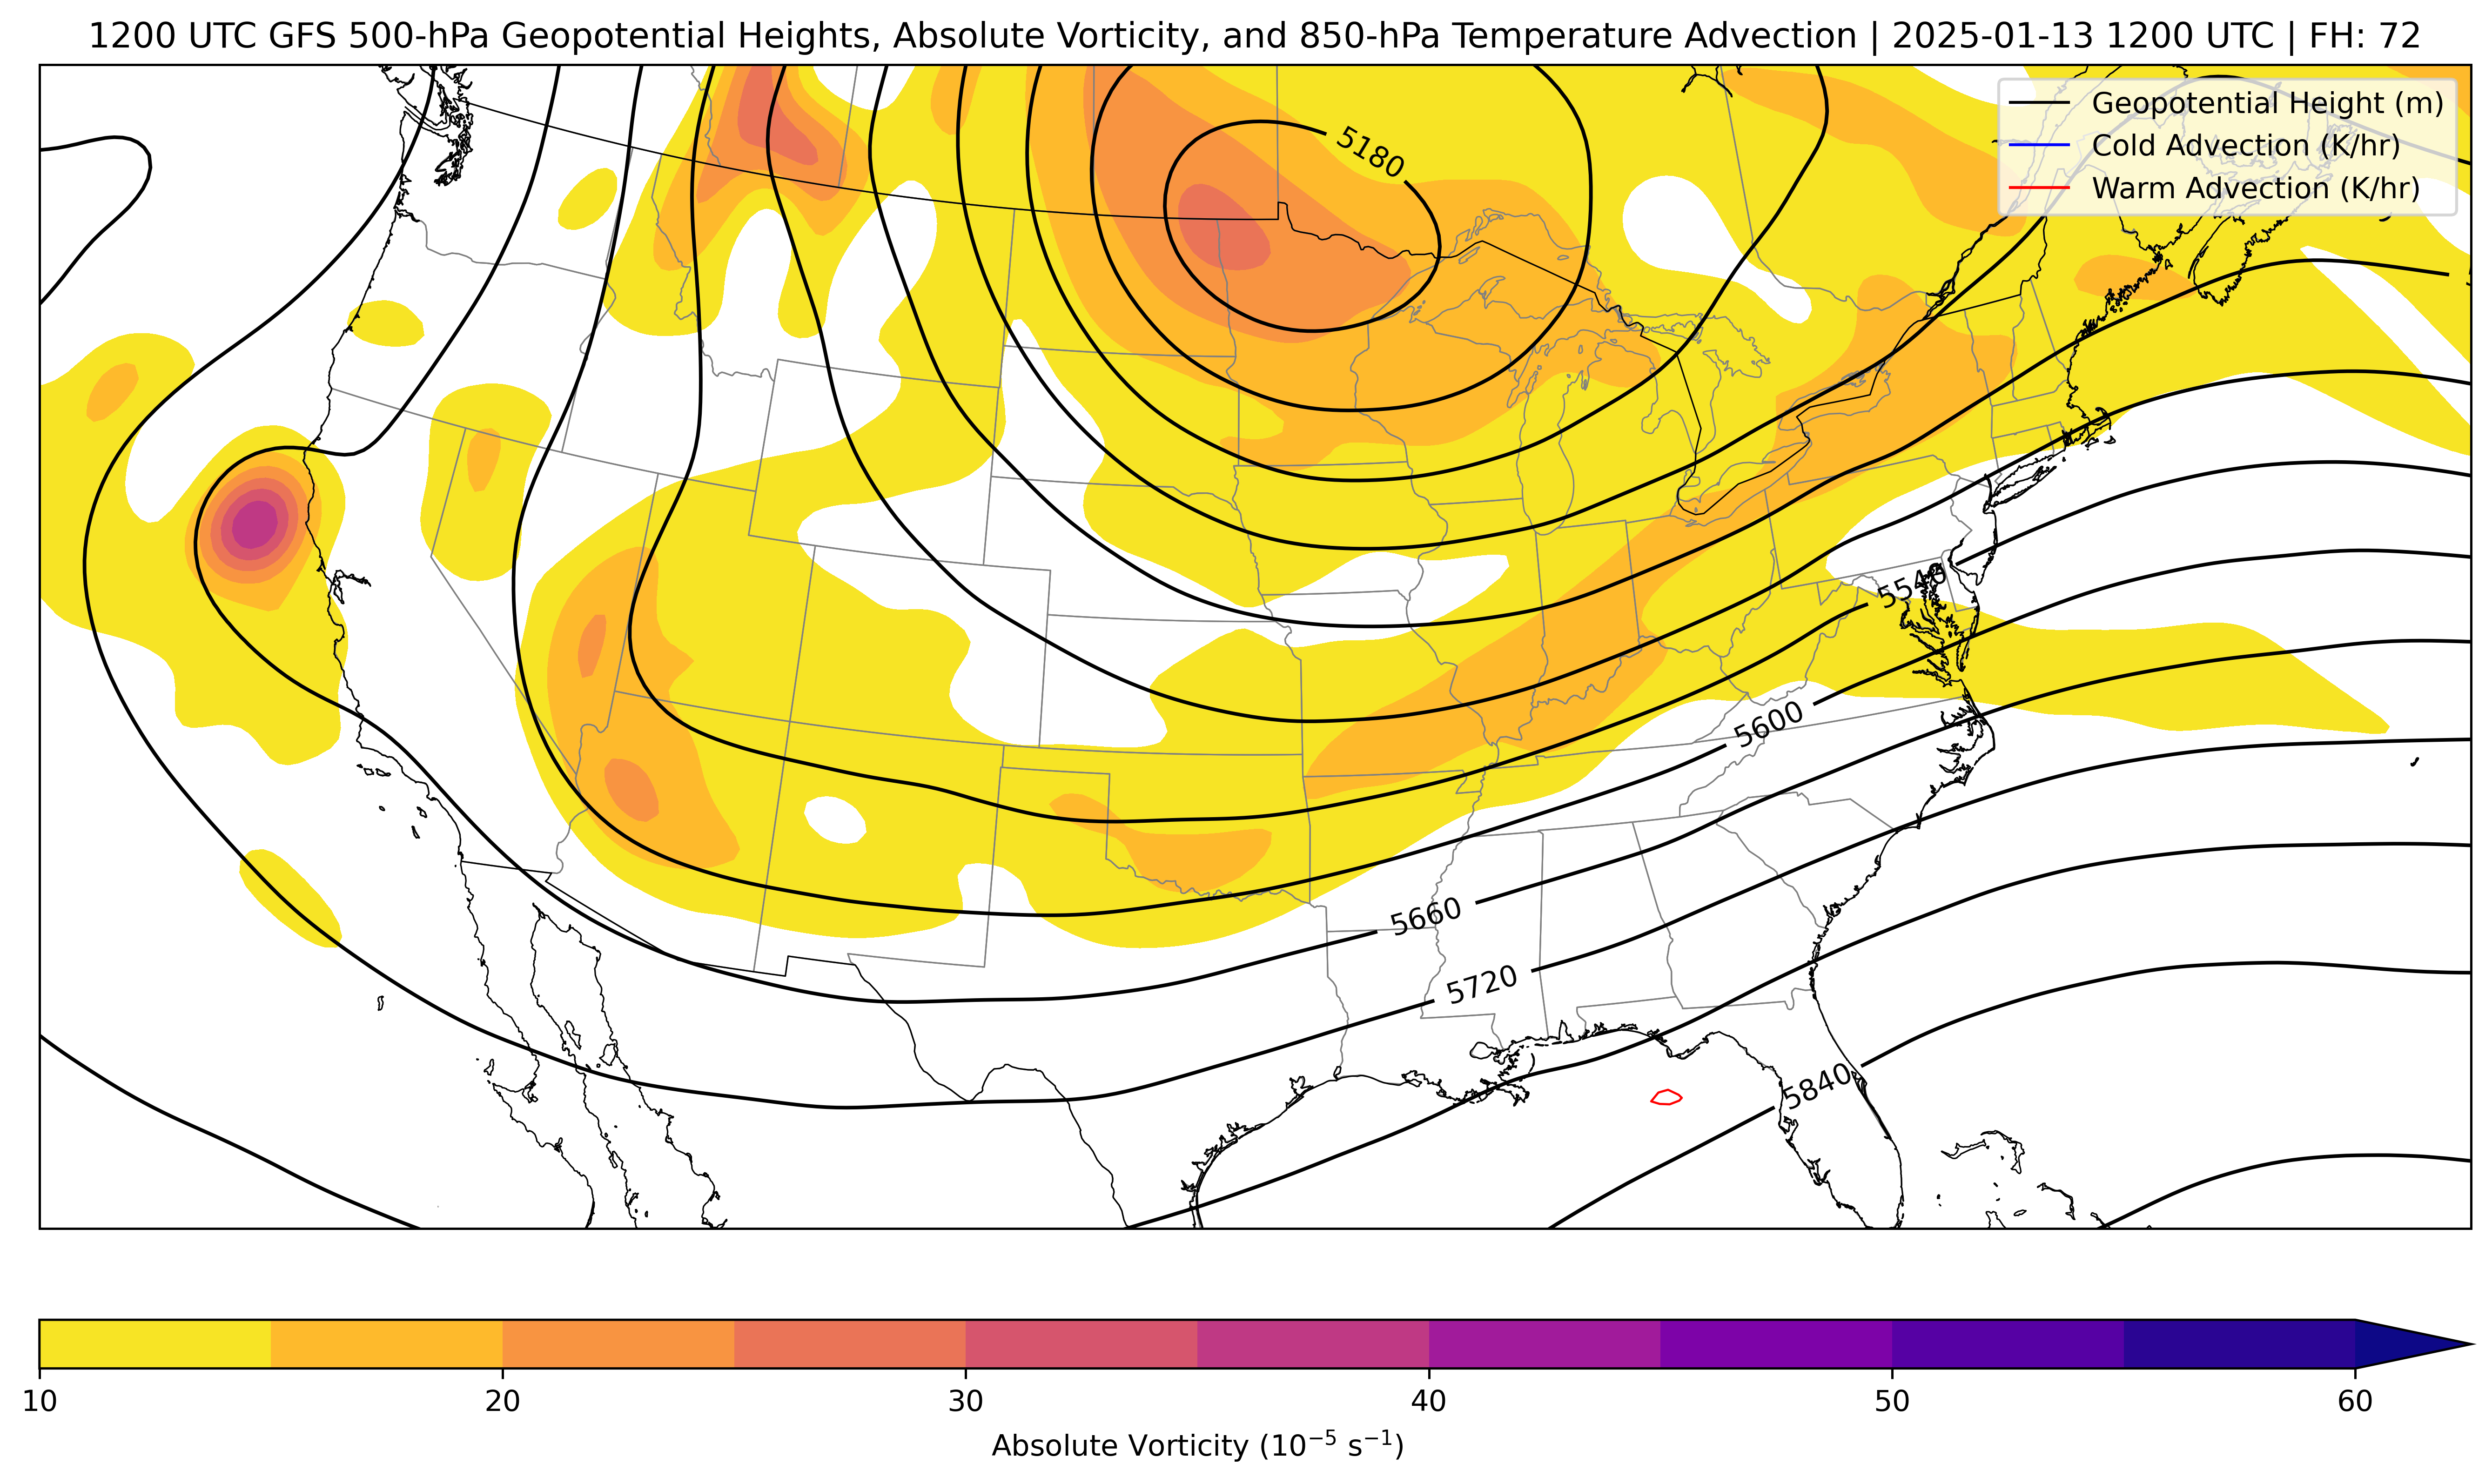 1200 UTC GFS 500-hPa Geopotential Heights, Absolute Vorticity, and 850-hPa Temperature Advection | 2025-01-13 1200 UTC | FH: 72
Geopotential Height (m)
Cold Advection (K/hr)
Warm Advection (K/hr)
5180
5540
5600
5660
5720
5840
10 20 30 40 50 60
Absolute Vorticity (10⁻⁵ s⁻¹)